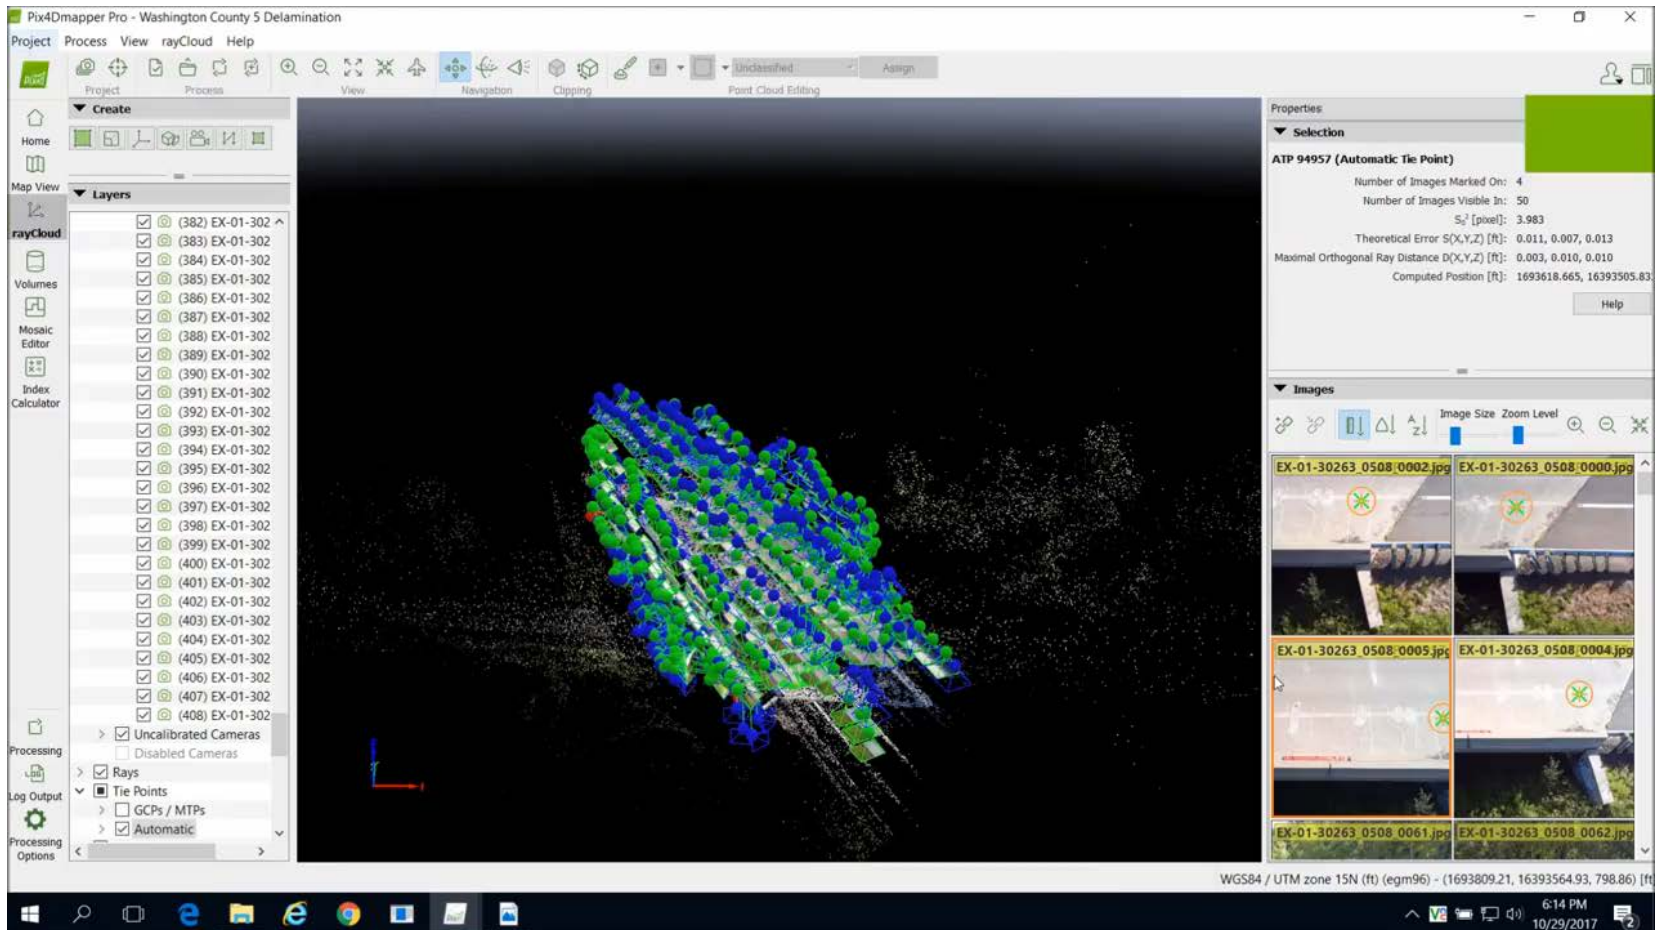 Pix4Dmapper Pro - Washington County 5 Delamination
Project Process View rayCloud Help
Unclassified
Assign
Project Process View Navigation Clipping Point Cloud Editing
Home
Map View
rayCloud
Volumes
Mosaic
Editor
Index
Calculator
Processing
Log Output
Processing
Options
Create
Layers
(382) EX-01-302
(383) EX-01-302
(384) EX-01-302
(385) EX-01-302
(386) EX-01-302
(387) EX-01-302
(388) EX-01-302
(389) EX-01-302
(390) EX-01-302
(391) EX-01-302
(392) EX-01-302
(393) EX-01-302
(394) EX-01-302
(395) EX-01-302
(396) EX-01-302
(397) EX-01-302
(398) EX-01-302
(399) EX-01-302
(400) EX-01-302
(401) EX-01-302
(402) EX-01-302
(403) EX-01-302
(404) EX-01-302
(405) EX-01-302
(406) EX-01-302
(407) EX-01-302
(408) EX-01-302
Uncalibrated Cameras
Disabled Cameras
Rays
Tie Points
GCPs / MTPs
Automatic
Properties
Selection
ATP 94957 (Automatic Tie Point)
Number of Images Marked On: 4
Number of Images Visible In: 50
S₀² [pixel]: 3.983
Theoretical Error S(X,Y,Z) [ft]: 0.011, 0.007, 0.013
Maximal Orthogonal Ray Distance D(X,Y,Z) [ft]: 0.003, 0.010, 0.010
Computed Position [ft]: 1693618.665, 16393505.83
Help
Images
Image Size Zoom Level
EX-01-30263_0508_0002.jpg EX-01-30263_0508_0000.jpg
EX-01-30263_0508_0005.jpg EX-01-30263_0508_0004.jpg
EX-01-30263_0508_0061.jpg EX-01-30263_0508_0062.jpg
WGS84 / UTM zone 15N (ft) (egm96) - (1693809.21, 16393564.93, 798.86) [ft
6:14 PM
10/29/2017
2